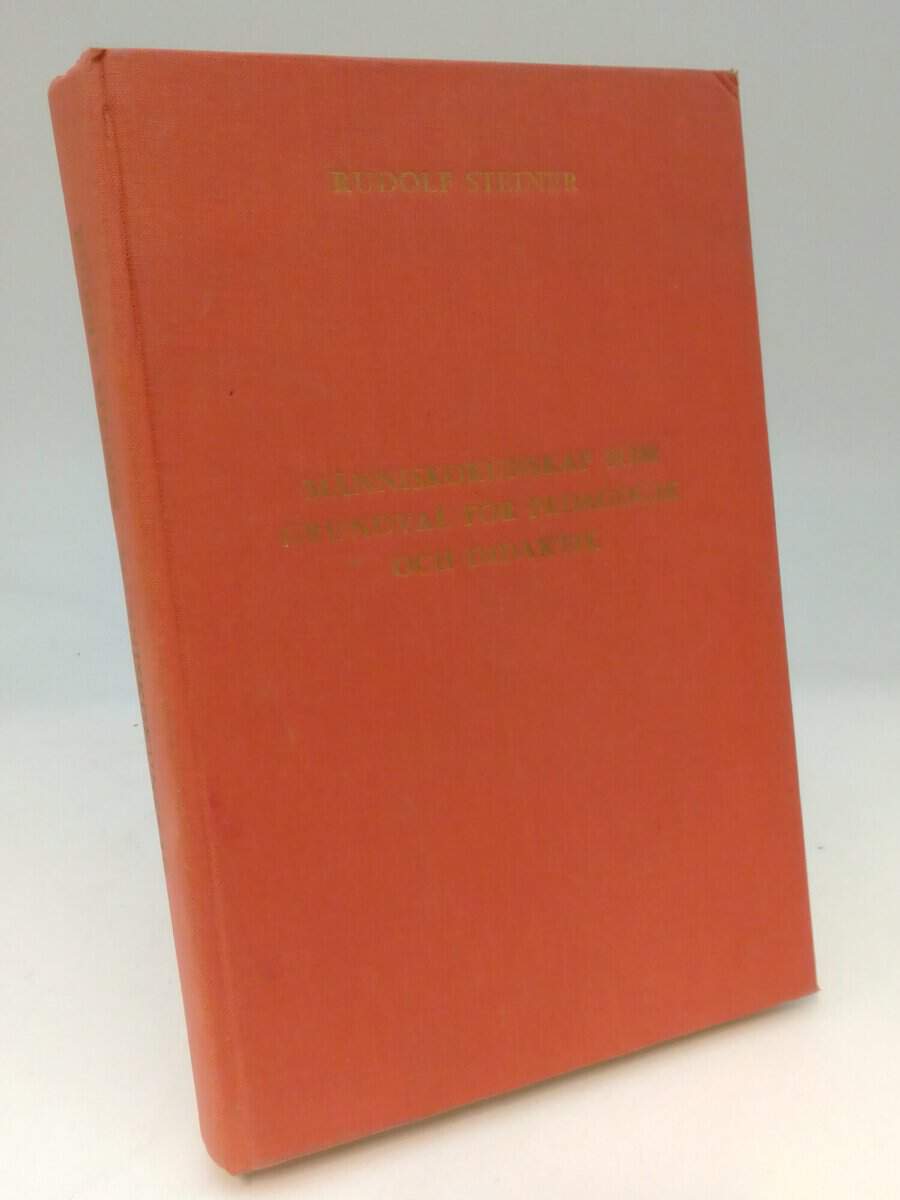 RUDOLF STEINER
MÄNNISKOKUNSKAP SOM
GRUNDVAL FÖR PEDAGOGIK
OCH DIDAKTIK